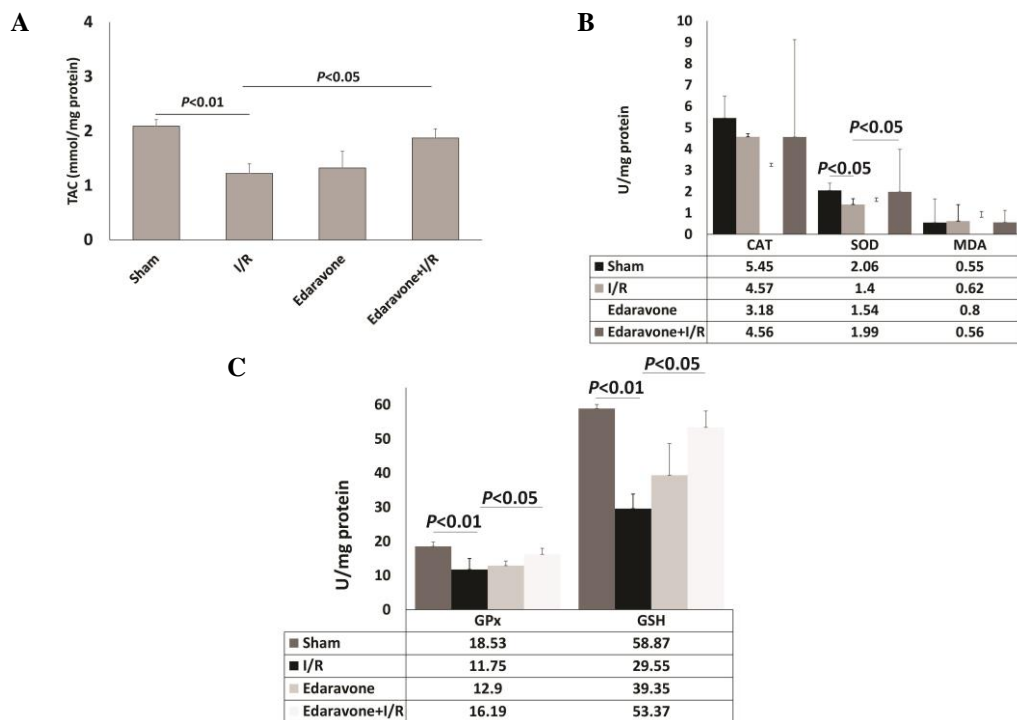 A
4
3
2
1
0
TAC (mmol/mg protein)
P<0.01
P<0.05
Sham
I/R
Edaravone
Edaravone+I/R
B
10
9
8
7
6
5
4
3
2
1
0
U/mg protein
P<0.05
P<0.05
CAT SOD MDA
Sham 5.45 2.06 0.55
I/R 4.57 1.4 0.62
Edaravone 3.18 1.54 0.8
Edaravone+I/R 4.56 1.99 0.56
C
60
50
40
30
20
10
0
U/mg protein
P<0.01
P<0.05
P<0.01
P<0.05
GPx GSH
Sham 18.53 58.87
I/R 11.75 29.55
Edaravone 12.9 39.35
Edaravone+I/R 16.19 53.37